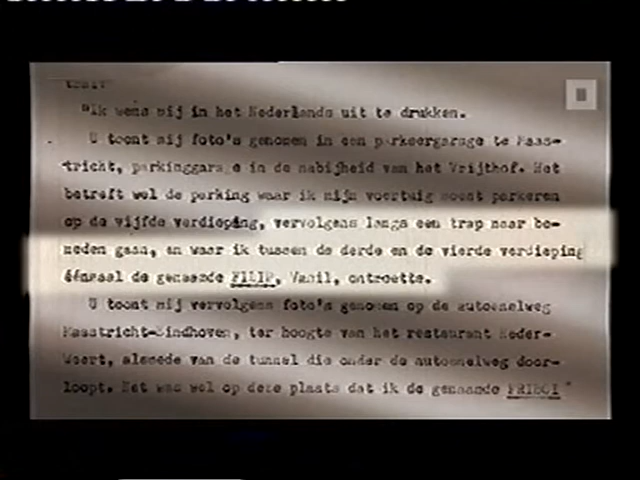 "Ik wens mij in het Nederlands uit te drukken.
U toont mij foto's genomen in een parkeergarage te Maas-
tricht, parkinggarage in de nabijheid van het Vrijthof. Het
betreft wel de parking waar ik mijn voertuig moest parkeren
op de vijfde verdieping, vervolgens langs een trap naar be-
neden gaan, en waar ik tussen de derde en de vierde verdieping
éénmaal de genaamde FILIP, Vanil, ontmoette.
U toont mij vervolgens foto's genomen op de autosnelweg
Maastricht-Eindhoven, ter hoogte van het restaurant Neder-
Weert, alsmede van de tunnel die onder de autosnelweg door-
loopt. Het was wel op deze plaats dat ik de genaamde